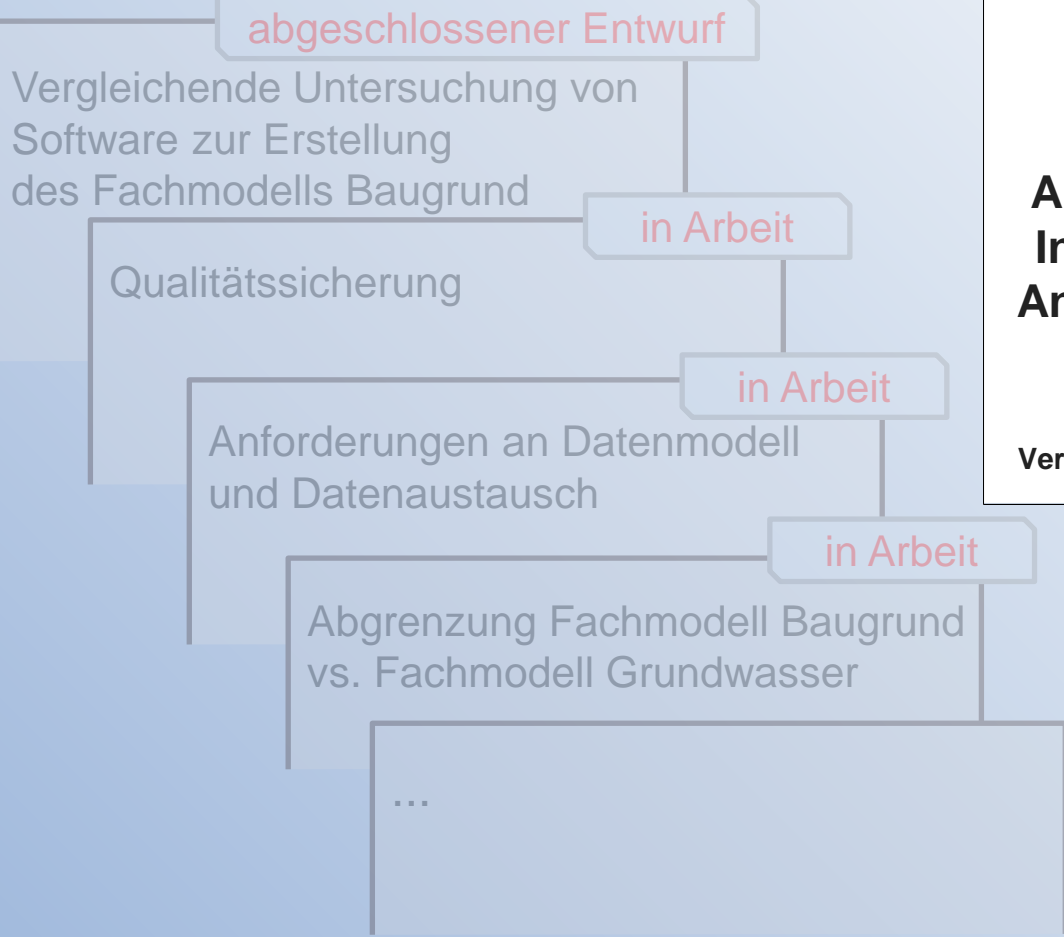 abgeschlossener Entwurf
Vergleichende Untersuchung von
Software zur Erstellung
des Fachmodells Baugrund
in Arbeit
Qualitätssicherung
in Arbeit
Anforderungen an Datenmodell
und Datenaustausch
in Arbeit
Abgrenzung Fachmodell Baugrund
vs. Fachmodell Grundwasser
...